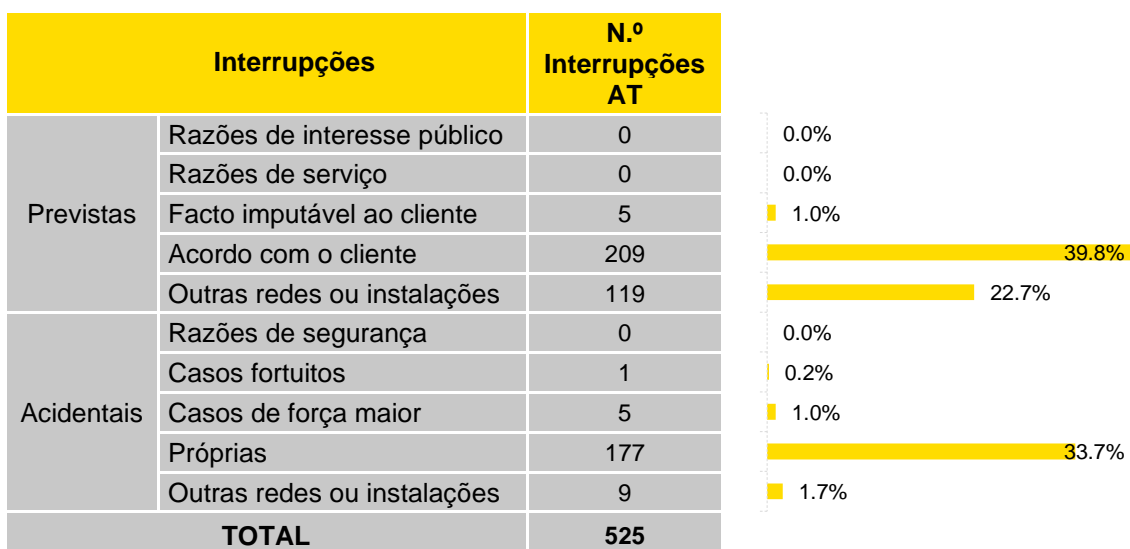 Interrupções N.º
Interrupções
AT
Previstas
Razões de interesse público 0 0.0%
Razões de serviço 0 0.0%
Facto imputável ao cliente 5 1.0%
Acordo com o cliente 209 39.8%
Outras redes ou instalações 119 22.7%
Acidentais
Razões de segurança 0 0.0%
Casos fortuitos 1 0.2%
Casos de força maior 5 1.0%
Próprias 177 33.7%
Outras redes ou instalações 9 1.7%
TOTAL 525